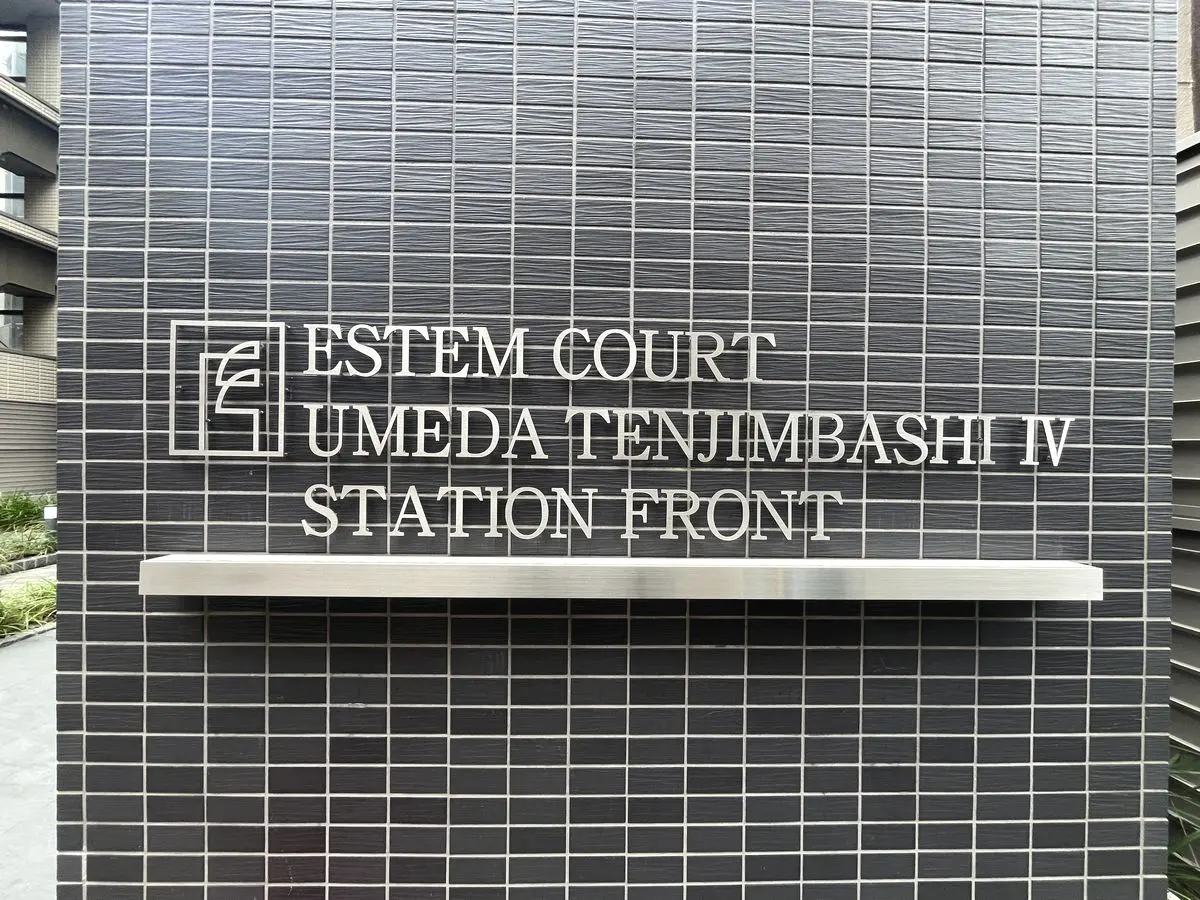 ESTEM COURT
UMEDA TENJIMBASHI IV
STATION FRONT